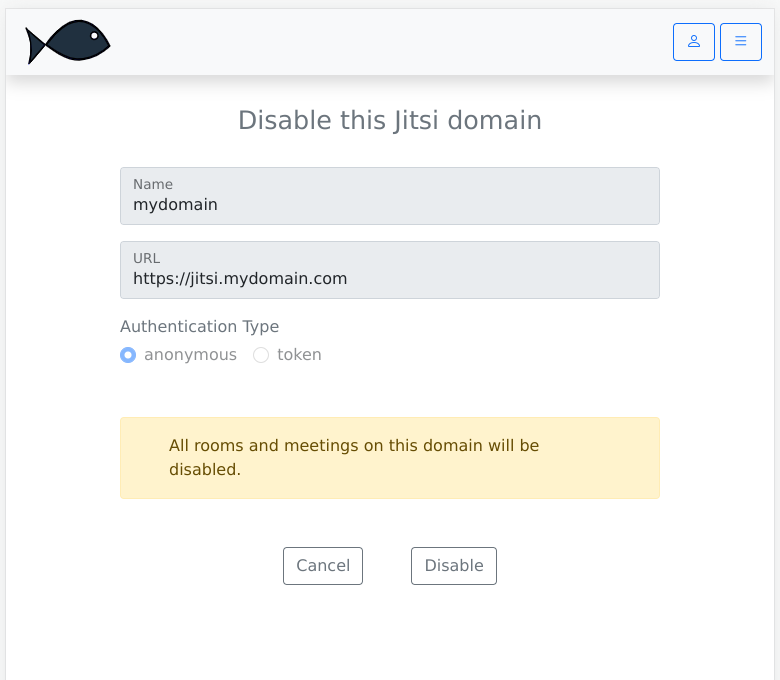 Disable this Jitsi domain
Name
mydomain
URL
https://jitsi.mydomain.com
Authentication Type
anonymous token
All rooms and meetings on this domain will be
disabled.
Cancel Disable